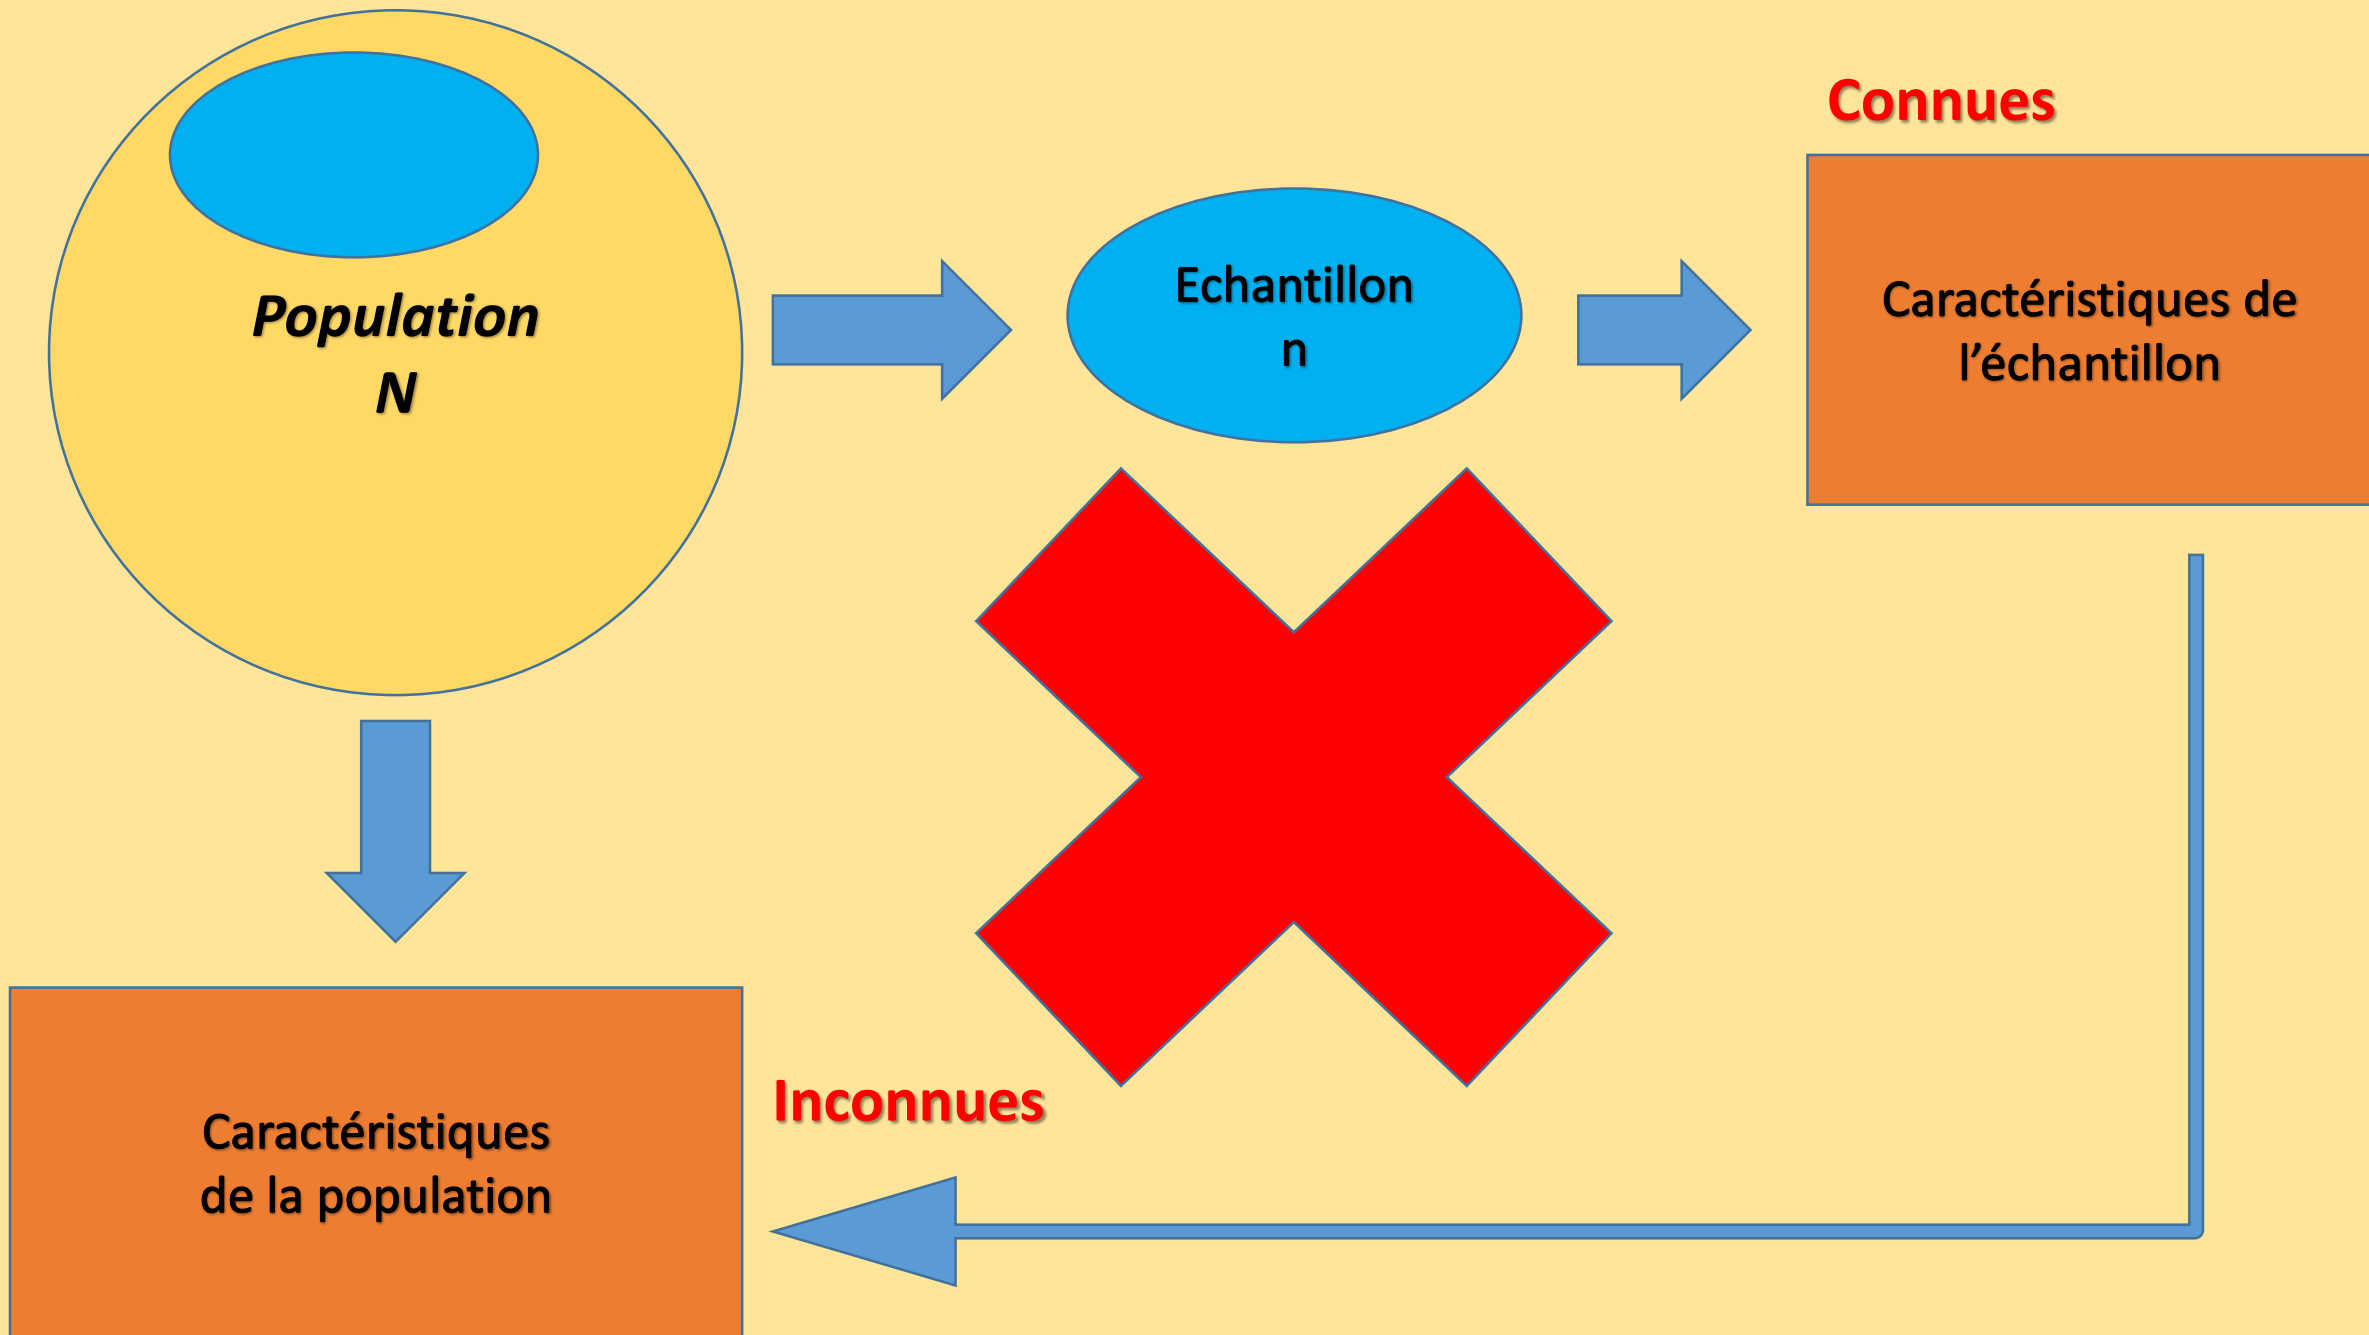 Population
N
Echantillon
n
Connues
Caractéristiques de
l’échantillon
Inconnues
Caractéristiques
de la population